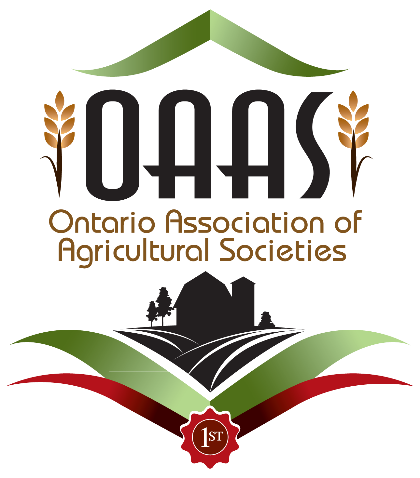 OAAS
Ontario Association of
Agricultural Societies
1ST